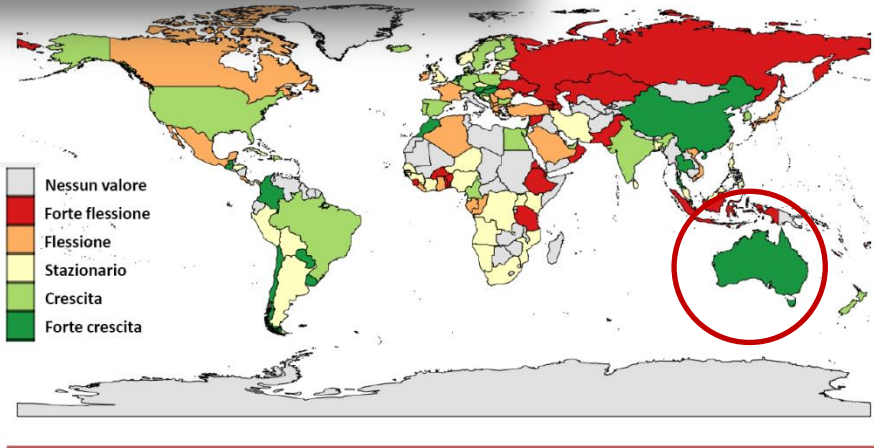 Nessun valore
Forte flessione
Flessione
Stazionario
Crescita
Forte crescita